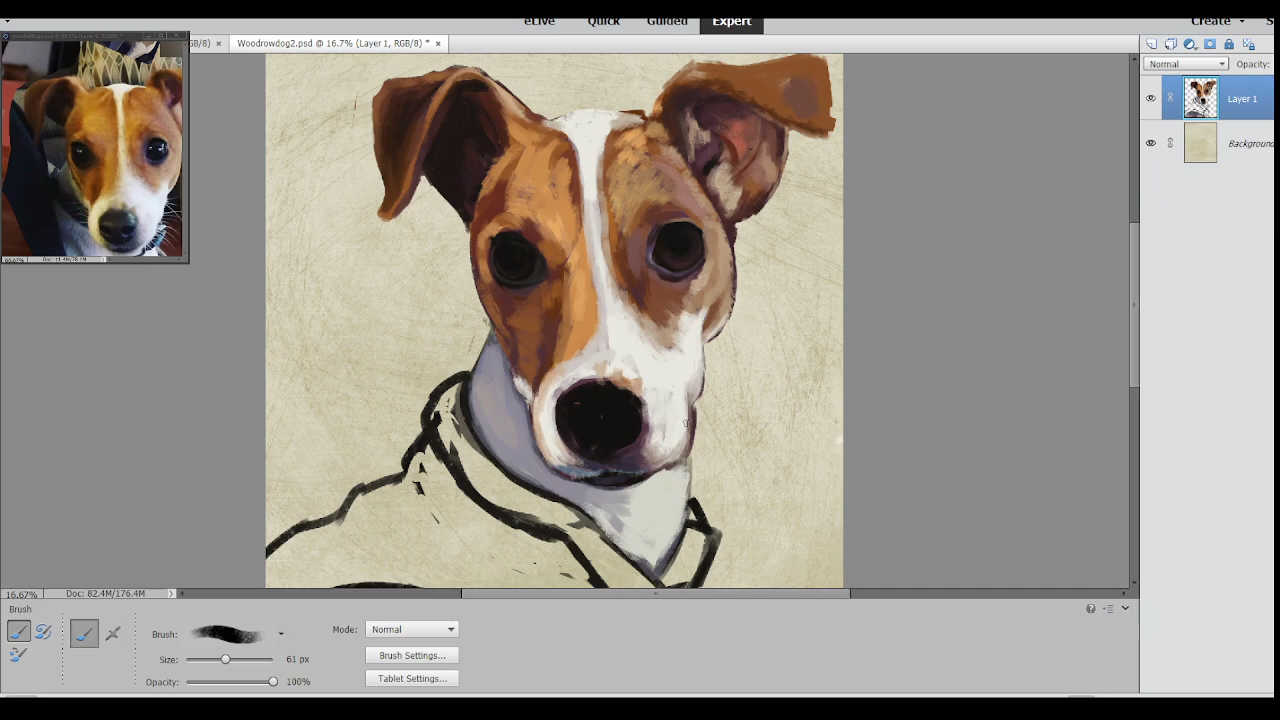 eLive Quick Guided Expert Create
RGB/8) × Woodrowdog2.psd @ 16.7% (Layer 1, RGB/8) * ×
Normal Opacity:
Layer 1
Background
16.67% Doc: 82.4M/176.4M
Brush
Brush: Mode: Normal
Size: 61 px Brush Settings...
Opacity: 100% Tablet Settings...